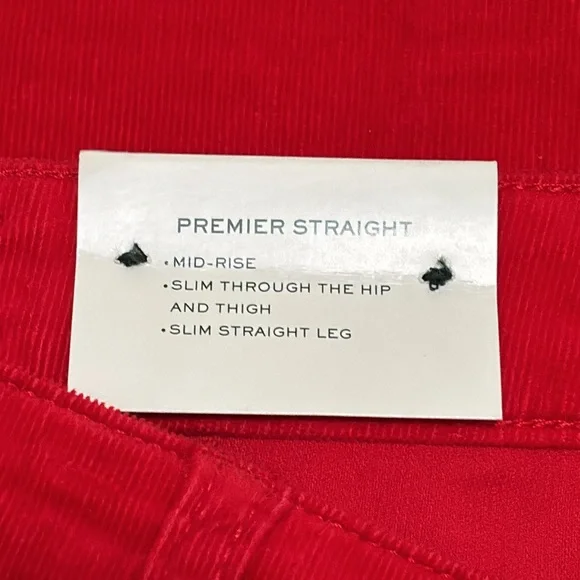 PREMIER STRAIGHT
•MID-RISE
•SLIM THROUGH THE HIP
AND THIGH
•SLIM STRAIGHT LEG